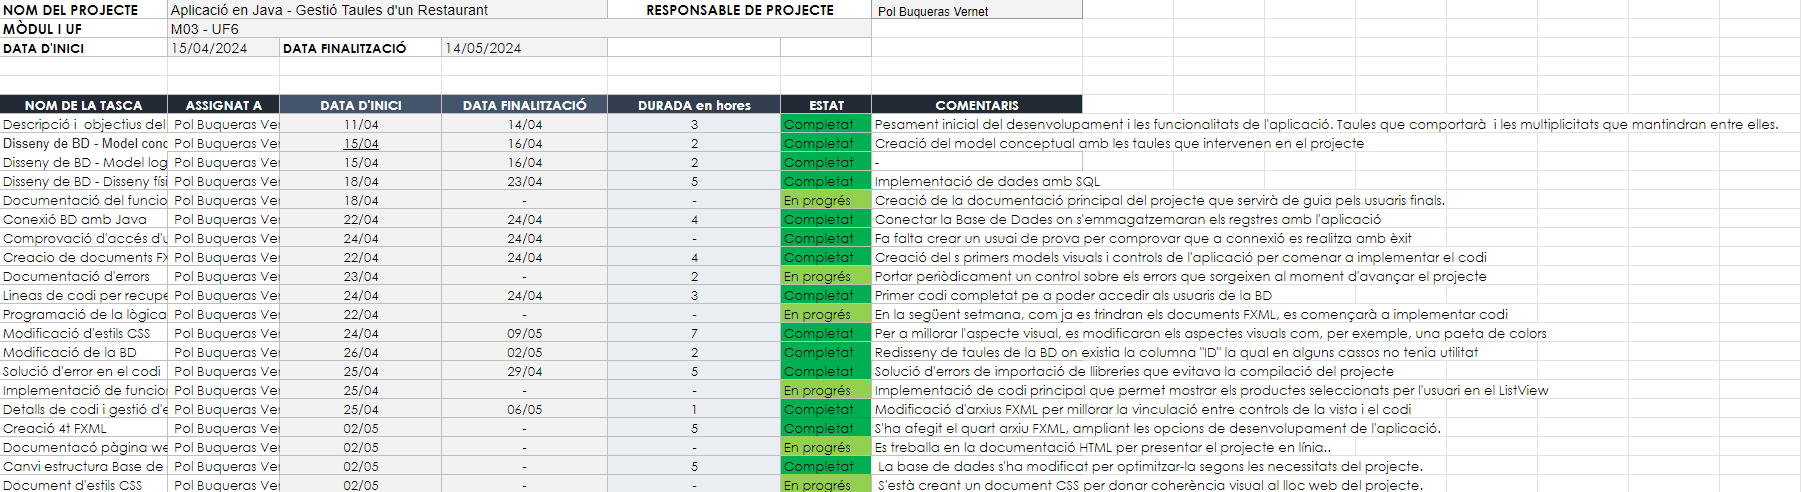 NOM DEL PROJECTE Aplicació en Java - Gestió Taules d'un Restaurant RESPONSABLE DE PROJECTE Pol Buqueras Vernet
MÒDUL I UF M03 - UF6
DATA D'INICI 15/04/2024 DATA FINALITZACIÓ 14/05/2024
NOM DE LA TASCA ASSIGNAT A DATA D'INICI DATA FINALITZACIÓ DURADA en hores ESTAT COMENTARIS
Descripció i objectius del Pol Buqueras Ver 11/04 14/04 3 Completat Pesament inicial del desenvolupament i les funcionalitats de l'aplicació. Taules que comportarà i les multiplicitats que mantindran entre elles.
Disseny de BD - Model conc Pol Buqueras Ver 15/04 16/04 2 Completat Creació del model conceptual amb les taules que intervenen en el projecte
Disseny de BD - Model log Pol Buqueras Ver 15/04 16/04 2 Completat -
Disseny de BD - Disseny físi Pol Buqueras Ver 18/04 23/04 5 Completat Implementació de dades amb SQL
Documentació del funcio Pol Buqueras Ver 18/04 - - En progrés Creació de la documentació principal del projecte que servirà de guia pels usuaris finals.
Conexió BD amb Java Pol Buqueras Ver 22/04 24/04 4 Completat Conectar la Base de Dades on s'emmagatzemaran els regstres amb l'aplicació
Comprovació d'accés d'u Pol Buqueras Ver 24/04 24/04 - Completat Fa falta crear un usuai de prova per comprovar que a connexió es realitza amb èxit
Creacio de documents FX Pol Buqueras Ver 22/04 24/04 4 Completat Creació del s primers models visuals i controls de l'aplicació per comenar a implementar el codi
Documentació d'errors Pol Buqueras Ver 23/04 - 2 En progrés Portar periòdicament un control sobre els errors que sorgeixen al moment d'avançar el projecte
Lineas de codi per recupe Pol Buqueras Ver 24/04 24/04 3 Completat Primer codi completat pe a poder accedir als usuaris de la BD
Programació de la lògica Pol Buqueras Ver 22/04 - - En progrés En la següent setmana, com ja es trindran els documents FXML, es començarà a implementar codi
Modificació d'estils CSS Pol Buqueras Ver 24/04 09/05 7 Completat Per a millorar l'aspecte visual, es modificaran els aspectes visuals com, per exemple, una paeta de colors
Modificació de la BD Pol Buqueras Ver 26/04 02/05 2 Completat Redisseny de taules de la BD on existia la columna "ID" la qual en alguns cassos no tenia utilitat
Solució d'error en el codi Pol Buqueras Ver 25/04 29/04 5 Completat Solució d'errors de importació de llibreries que evitava la compilació del projecte
Implementació de funcior Pol Buqueras Ver 25/04 - - En progrés Implementació de codi principal que permet mostrar els productes seleccionats per l'usuari en el ListView
Detalls de codi i gestió d'e Pol Buqueras Ver 25/04 06/05 1 Completat Modificació d'arxius FXML per millorar la vinculació entre controls de la vista i el codi
Creació 4t FXML Pol Buqueras Ver 02/05 - 5 Completat S'ha afegit el quart arxiu FXML, ampliant les opcions de desenvolupament de l'aplicació.
Documentacó pàgina we Pol Buqueras Ver 02/05 - - En progrés Es treballa en la documentació HTML per presentar el projecte en línia..
Canvi estructura Base de Pol Buqueras Ver 02/05 - 5 Completat La base de dades s'ha modificat per optimitzar-la segons les necessitats del projecte.
Document d'estils CSS Pol Buqueras Ver 02/05 - - En progrés S'està creant un document CSS per donar coherència visual al lloc web del projecte.